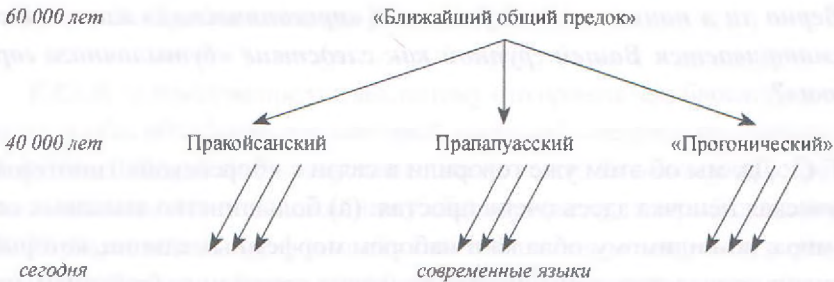 60 000 лет «Ближайший общий предок»
40 000 лет Пракойсанский Прапапуасский «Прогонический»
сегодня современные языки